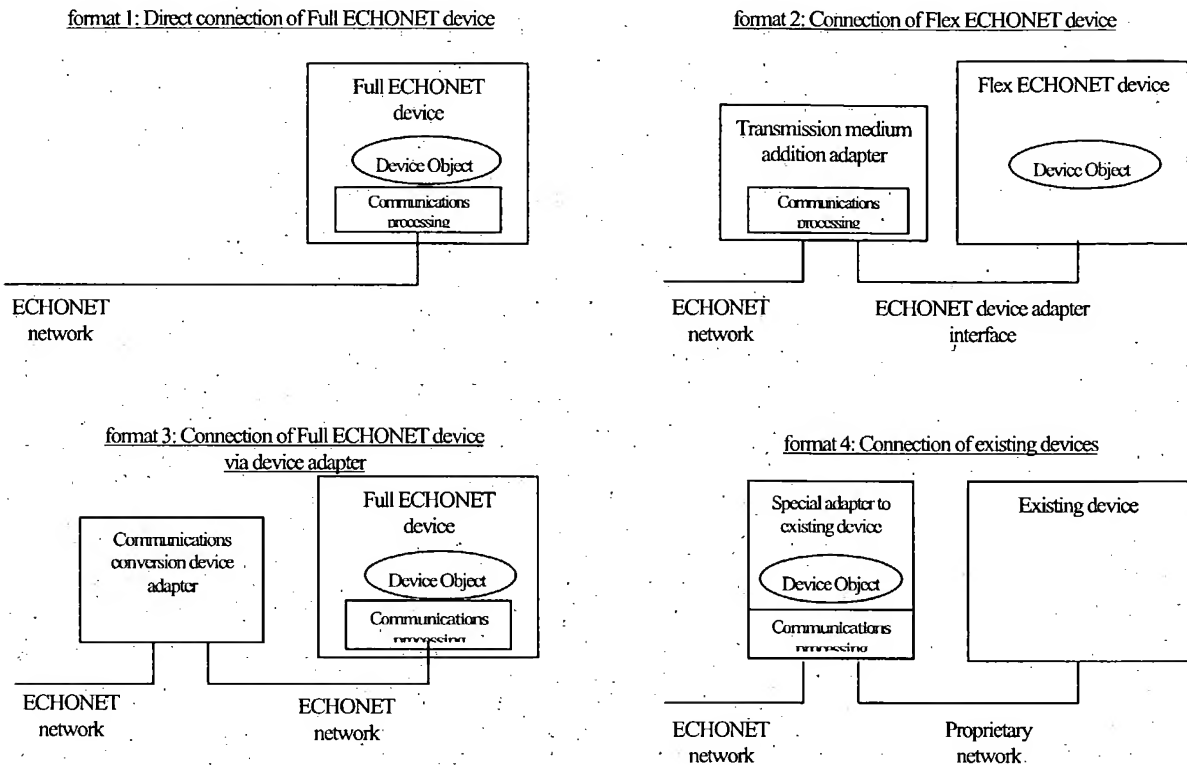 format 1: Direct connection of Full ECHONET device
Full ECHONET
device
Device Object
Communications
processing
ECHONET
network
format 2: Connection of Flex ECHONET device
Transmission medium
addition adapter
Communications
processing
Flex ECHONET device
Device Object
ECHONET
network
ECHONET device adapter
interface
format 3: Connection of Full ECHONET device
via device adapter
Communications
conversion device
adapter
Full ECHONET
device
Device Object
Communications
processing
ECHONET
network
ECHONET
network
format 4: Connection of existing devices
Special adapter to
existing device
Device Object
Communications
processing
Existing device
ECHONET
network
Proprietary
network